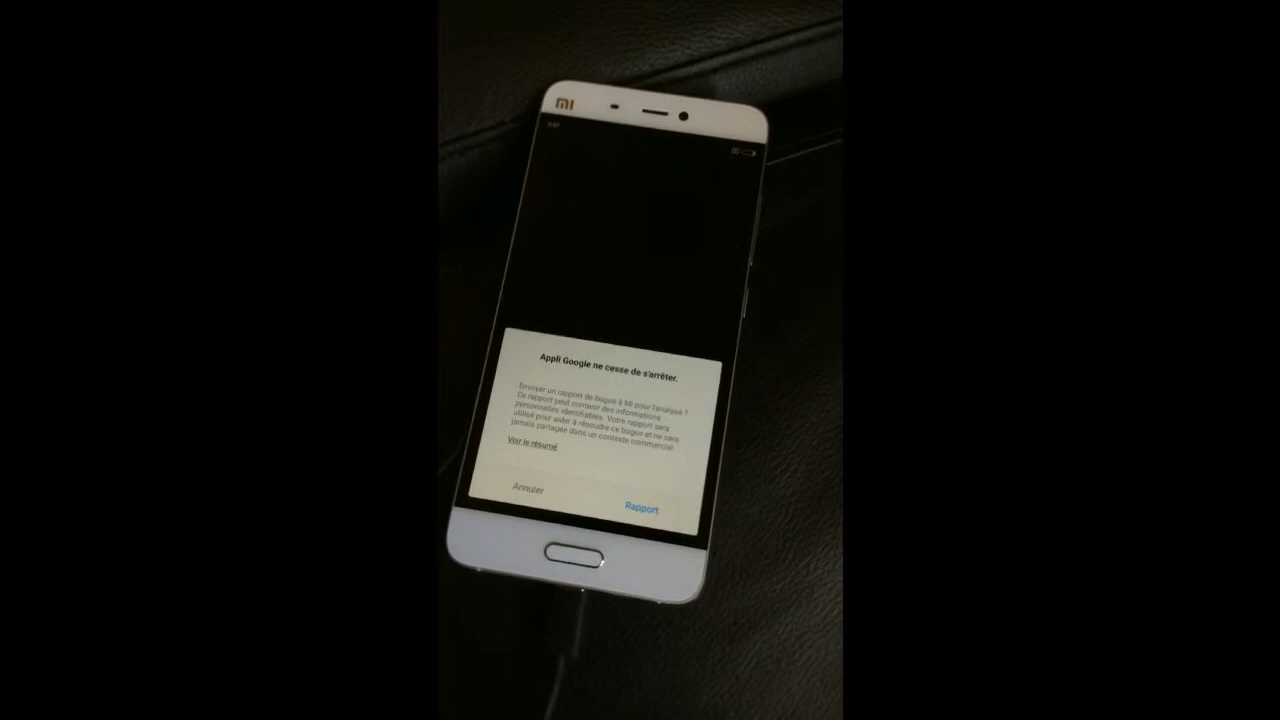 mi
Appli Google ne cesse de s'arrêter.
Envoyer un rapport de bogue à Mi pour l'analyse ?
Ce rapport peut contenir des informations
personnelles identifiables. Votre rapport sera
utilisé pour aider à résoudre ce bogue et ne sera
jamais partagée dans un contexte commercial.
Voir le résumé
Annuler
Rapport